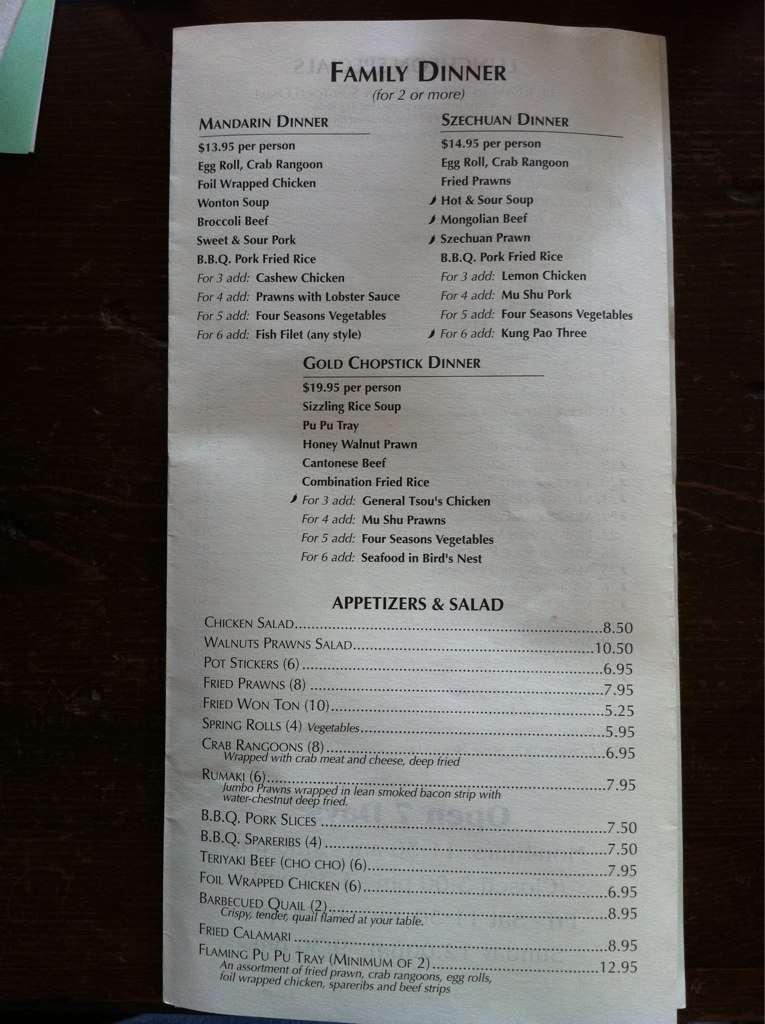 FAMILY DINNER
(for 2 or more)
MANDARIN DINNER
$13.95 per person
Egg Roll, Crab Rangoon
Foil Wrapped Chicken
Wonton Soup
Broccoli Beef
Sweet & Sour Pork
B.B.Q. Pork Fried Rice
For 3 add: Cashew Chicken
For 4 add: Prawns with Lobster Sauce
For 5 add: Four Seasons Vegetables
For 6 add: Fish Filet (any style)
SZECHUAN DINNER
$14.95 per person
Egg Roll, Crab Rangoon
Fried Prawns
Hot & Sour Soup
Mongolian Beef
Szechuan Prawn
B.B.Q. Pork Fried Rice
For 3 add: Lemon Chicken
For 4 add: Mu Shu Pork
For 5 add: Four Seasons Vegetables
For 6 add: Kung Pao Three
GOLD CHOPSTICK DINNER
$19.95 per person
Sizzling Rice Soup
Pu Pu Tray
Honey Walnut Prawn
Cantonese Beef
Combination Fried Rice
For 3 add: General Tsou's Chicken
For 4 add: Mu Shu Prawns
For 5 add: Four Seasons Vegetables
For 6 add: Seafood in Bird's Nest
APPETIZERS & SALAD
CHICKEN SALAD 8.50
WALNUTS PRAWNS SALAD 10.50
POT STICKERS (6) 6.95
FRIED PRAWNS (8) 7.95
FRIED WON TON (10) 5.25
SPRING ROLLS (4) Vegetables 5.95
CRAB RANGOONS (8) 6.95
Wrapped with crab meat and cheese, deep fried
RUMAKI (6) 7.95
Jumbo Prawns wrapped in lean smoked bacon strip with
water-chestnut deep fried.
B.B.Q. PORK SLICES 7.50
B.B.Q. SPARERIBS (4) 7.50
TERIYAKI BEEF (CHO CHO) (6) 7.95
FOIL WRAPPED CHICKEN (6) 6.95
BARBECUED QUAIL (2) 8.95
Crispy, tender, quail flamed at your table.
FRIED CALAMARI 8.95
FLAMING PU PU TRAY (MINIMUM OF 2) 12.95
An assortment of fried prawn, crab rangoons, egg rolls,
foil wrapped chicken, spareribs and beef strips